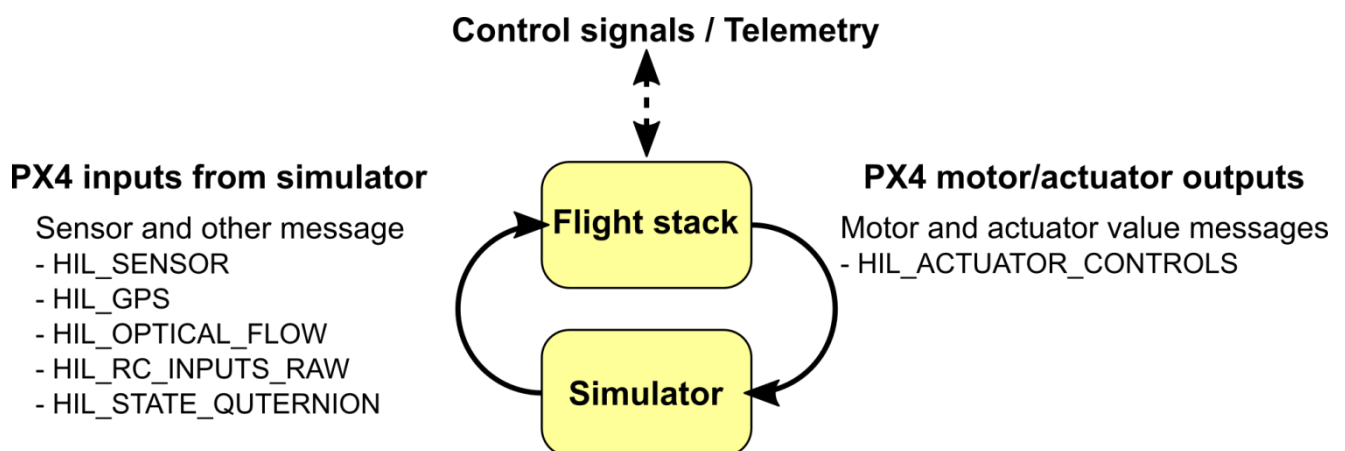 Control signals / Telemetry
PX4 inputs from simulator
Sensor and other message
- HIL_SENSOR
- HIL_GPS
- HIL_OPTICAL_FLOW
- HIL_RC_INPUTS_RAW
- HIL_STATE_QUTERNION
Flight stack
Simulator
PX4 motor/actuator outputs
Motor and actuator value messages
- HIL_ACTUATOR_CONTROLS